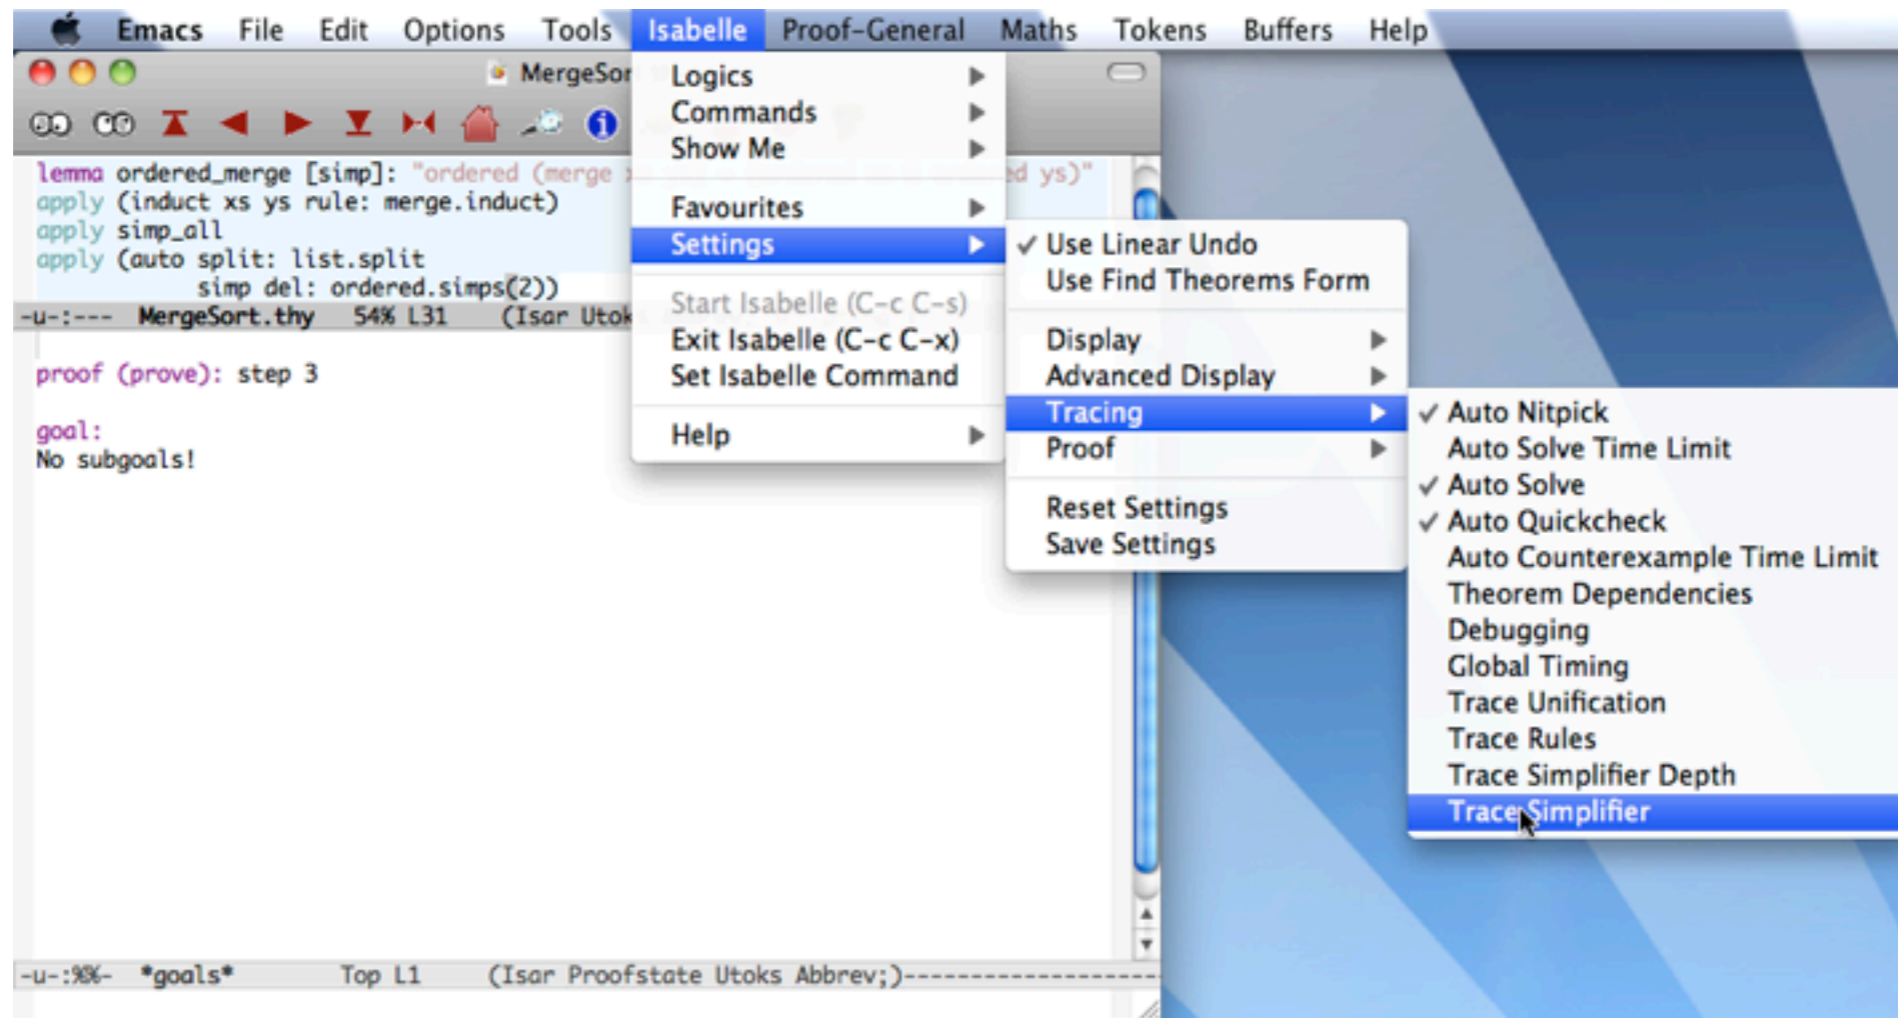 Emacs File Edit Options Tools Isabelle Proof-General Maths Tokens Buffers Help
MergeSor
lemma ordered_merge [simp]: "ordered (merge ed ys)"
apply (induct xs ys rule: merge.induct)
apply simp_all
apply (auto split: list.split
simp del: ordered.simps(2))
-u-:--- MergeSort.thy 54% L31 (Isar Utok
proof (prove): step 3
goal:
No subgoals!
-u-:%%- *goals* Top L1 (Isar Proofstate Utoks Abbrev;)--------------------
Logics
Commands
Show Me
Favourites
Settings
Start Isabelle (C-c C-s)
Exit Isabelle (C-c C-x)
Set Isabelle Command
Help
✓ Use Linear Undo
Use Find Theorems Form
Display
Advanced Display
Tracing
Proof
Reset Settings
Save Settings
✓ Auto Nitpick
Auto Solve Time Limit
✓ Auto Solve
✓ Auto Quickcheck
Auto Counterexample Time Limit
Theorem Dependencies
Debugging
Global Timing
Trace Unification
Trace Rules
Trace Simplifier Depth
Trace Simplifier